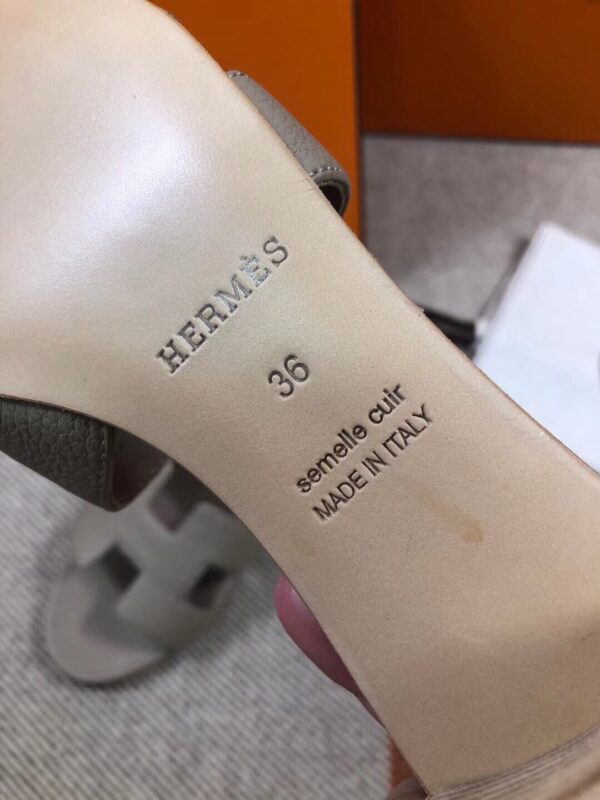 HERMÈS
36
semelle cuir
MADE IN ITALY